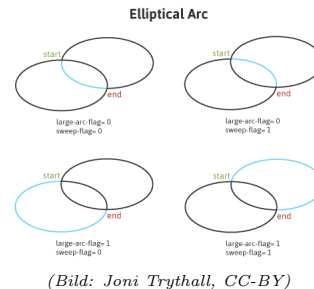 Elliptical Arc
start
end
large-arc-flag= 0
sweep-flag= 0
start
end
large-arc-flag= 0
sweep-flag= 1
start
end
large-arc-flag= 1
sweep-flag= 0
start
end
large-arc-flag= 1
sweep-flag= 1
(Bild: Joni Trythall, CC-BY)